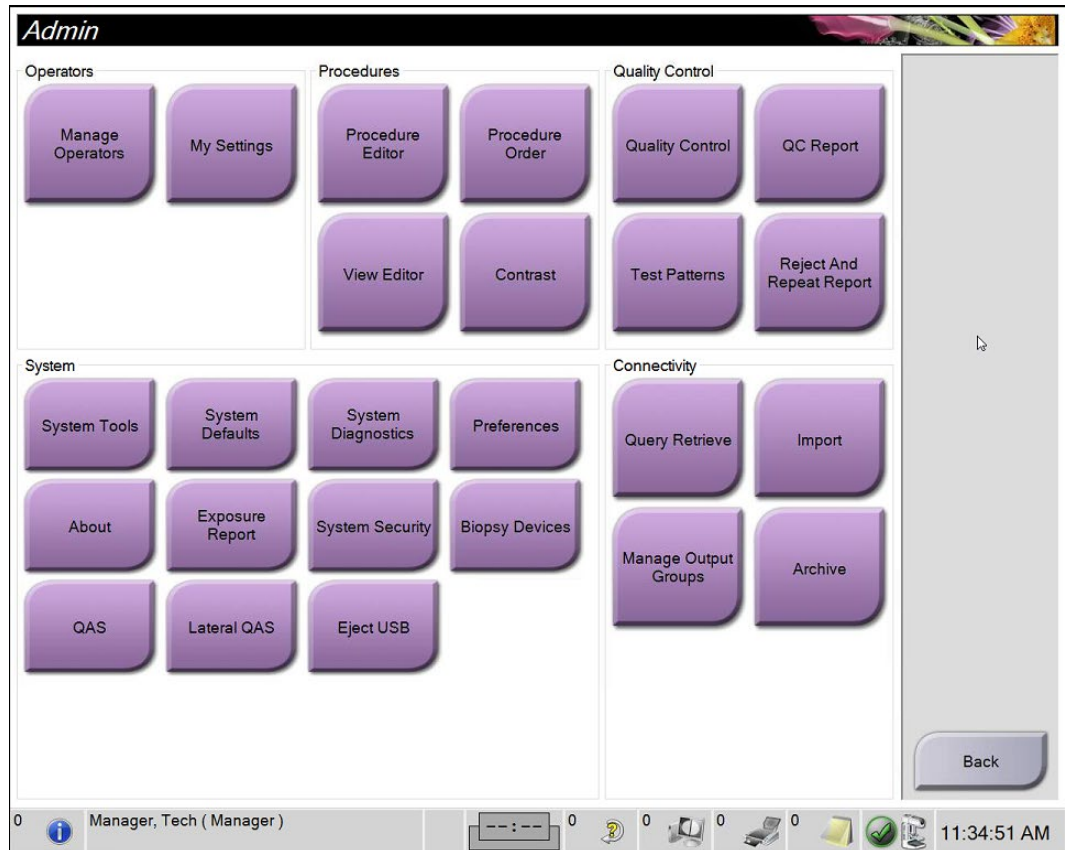 Admin
Operators
Manage
Operators
My Settings
Procedures
Procedure
Editor
Procedure
Order
View Editor
Contrast
Quality Control
Quality Control
QC Report
Test Patterns
Reject And
Repeat Report
System
System Tools
System
Defaults
System
Diagnostics
Preferences
About
Exposure
Report
System Security
Biopsy Devices
QAS
Lateral QAS
Eject USB
Connectivity
Query Retrieve
Import
Manage Output
Groups
Archive
Back
0
Manager, Tech ( Manager )
--:--
0
0
0
0
11:34:51 AM